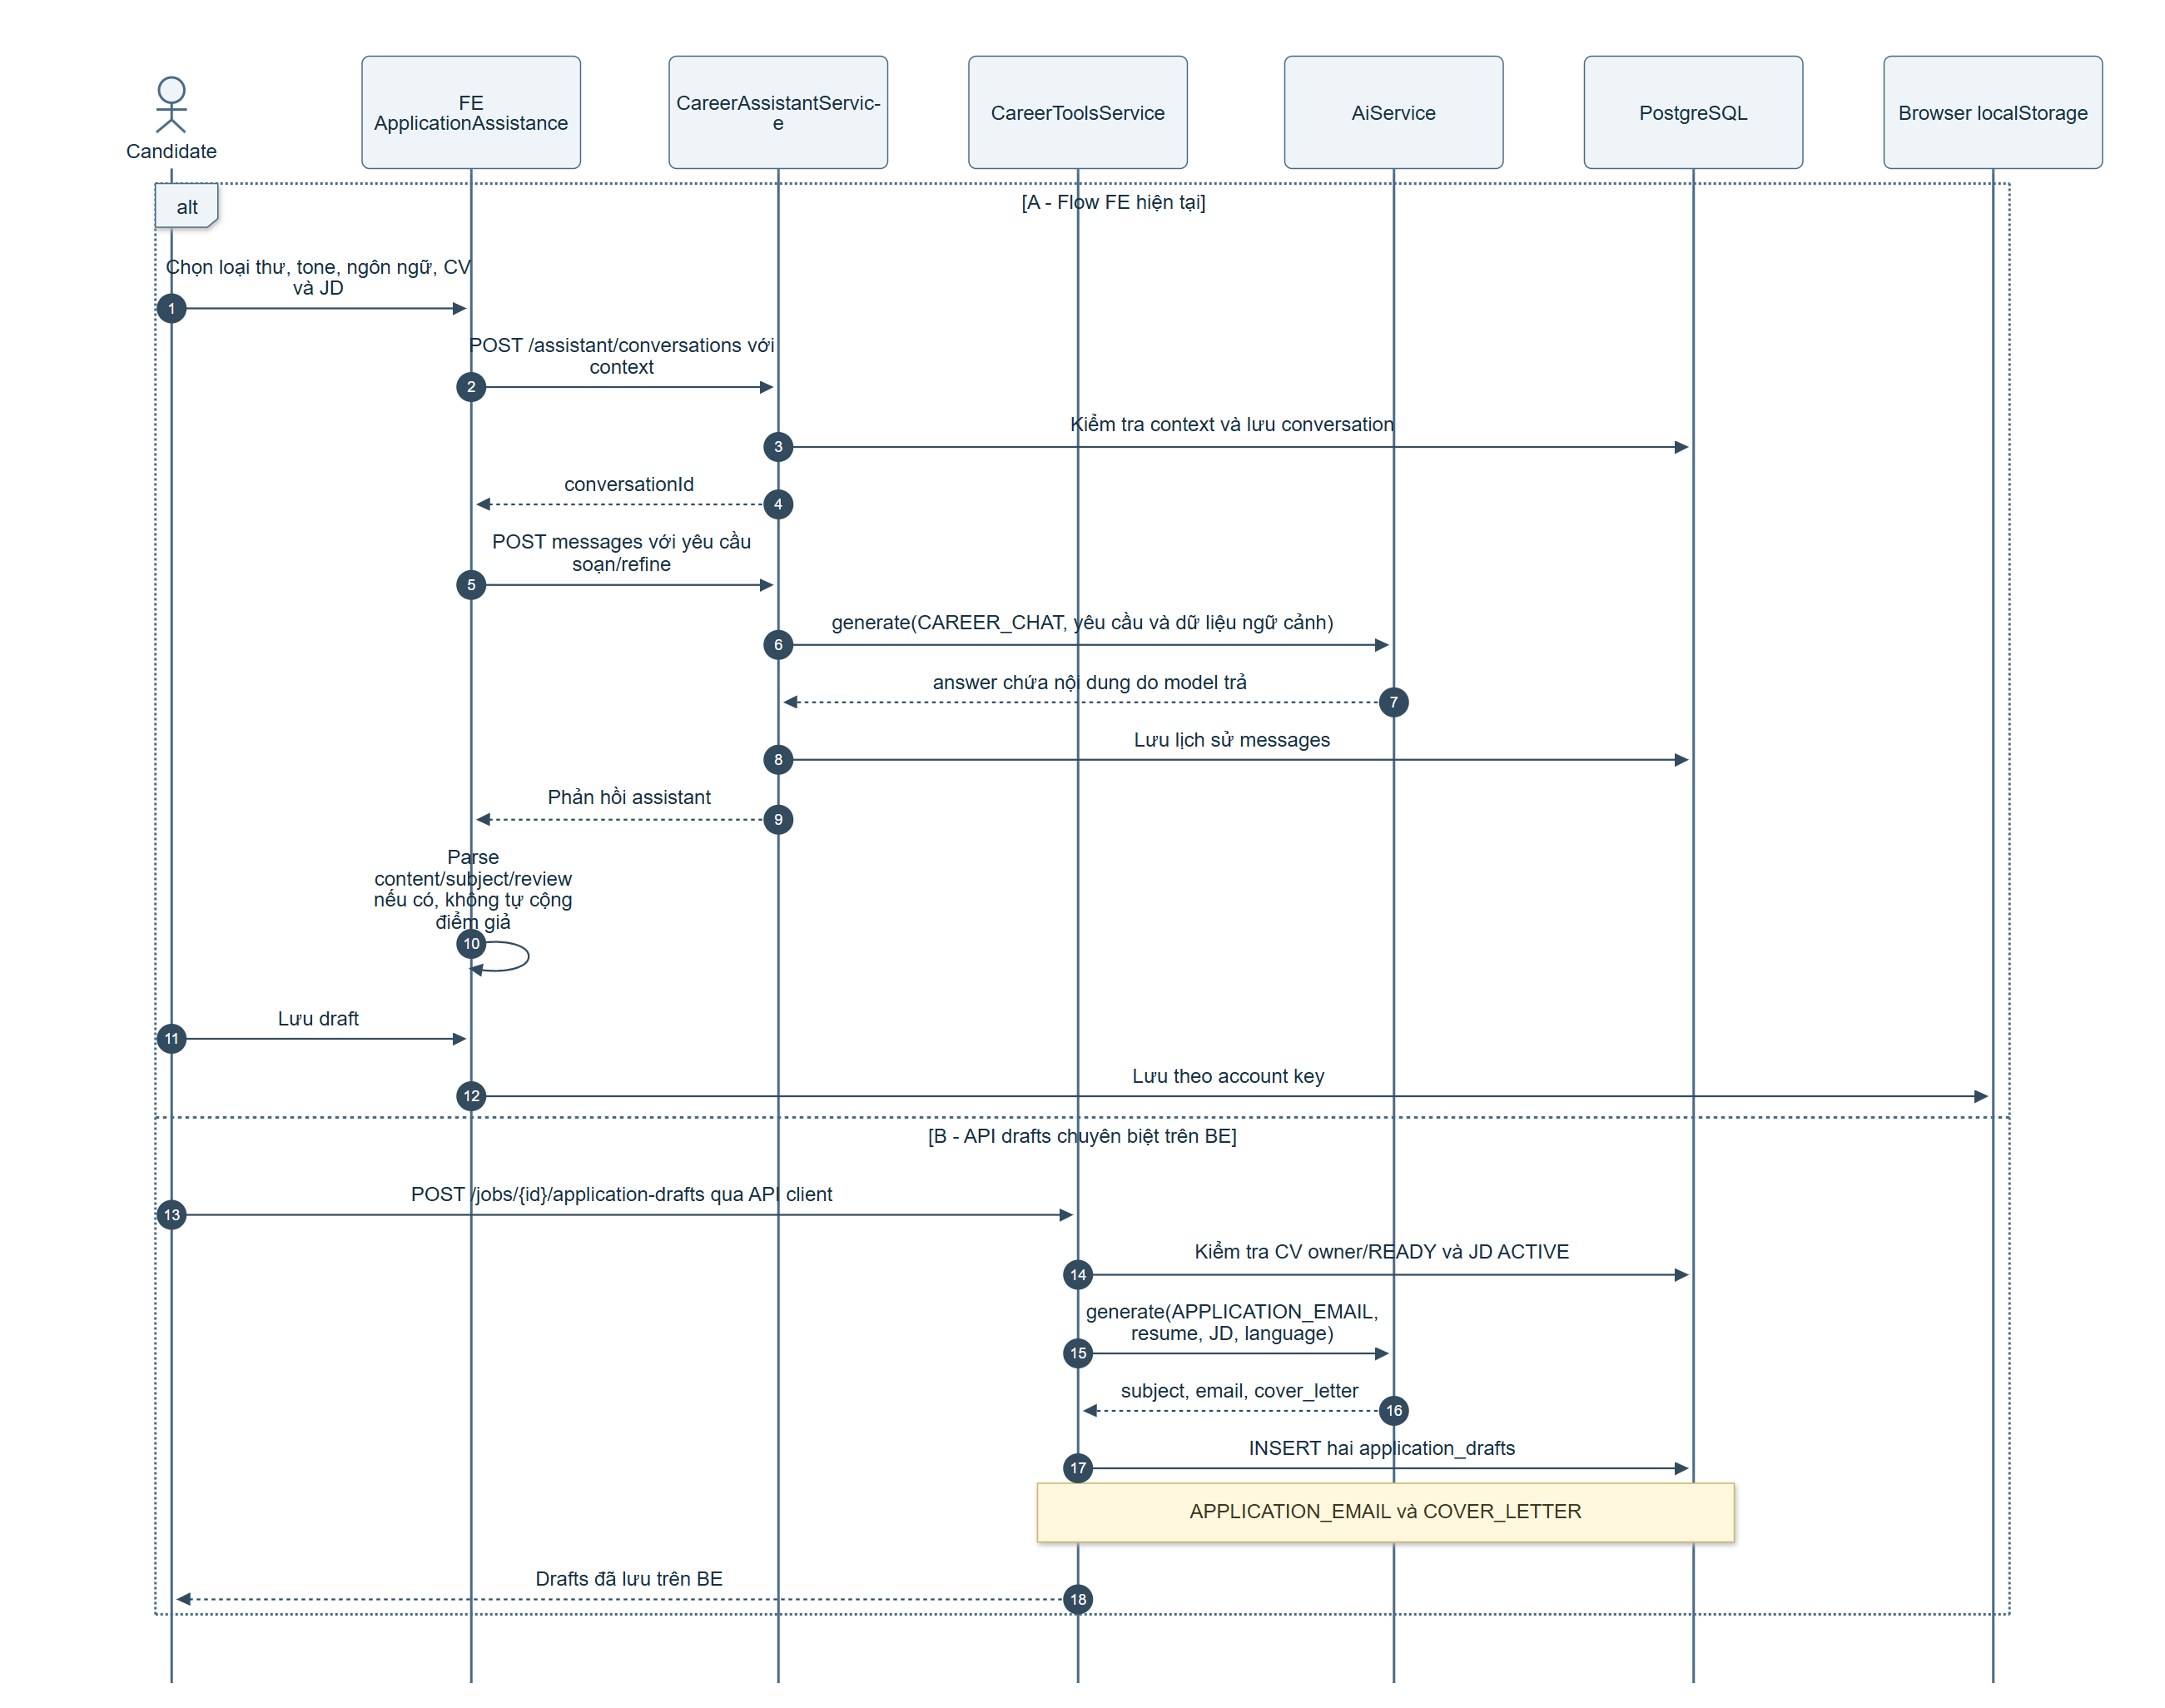 Candidate
FE
ApplicationAssistance
CareerAssistantServic-
e
CareerToolsService
AiService
PostgreSQL
Browser localStorage
alt
[A - Flow FE hiện tại]
Chọn loại thư, tone, ngôn ngữ, CV
và JD
1
POST /assistant/conversations với
context
2
Kiểm tra context và lưu conversation
3
conversationId
4
POST messages với yêu cầu
soạn/refine
5
generate(CAREER_CHAT, yêu cầu và dữ liệu ngữ cảnh)
6
answer chứa nội dung do model trả
7
Lưu lịch sử messages
8
Phản hồi assistant
9
Parse
content/subject/review
nếu có, không tự cộng
điểm giả
10
Lưu draft
11
Lưu theo account key
12
[B - API drafts chuyên biệt trên BE]
POST /jobs/{id}/application-drafts qua API client
13
Kiểm tra CV owner/READY và JD ACTIVE
14
generate(APPLICATION_EMAIL,
resume, JD, language)
15
subject, email, cover_letter
16
INSERT hai application_drafts
17
APPLICATION_EMAIL và COVER_LETTER
Drafts đã lưu trên BE
18